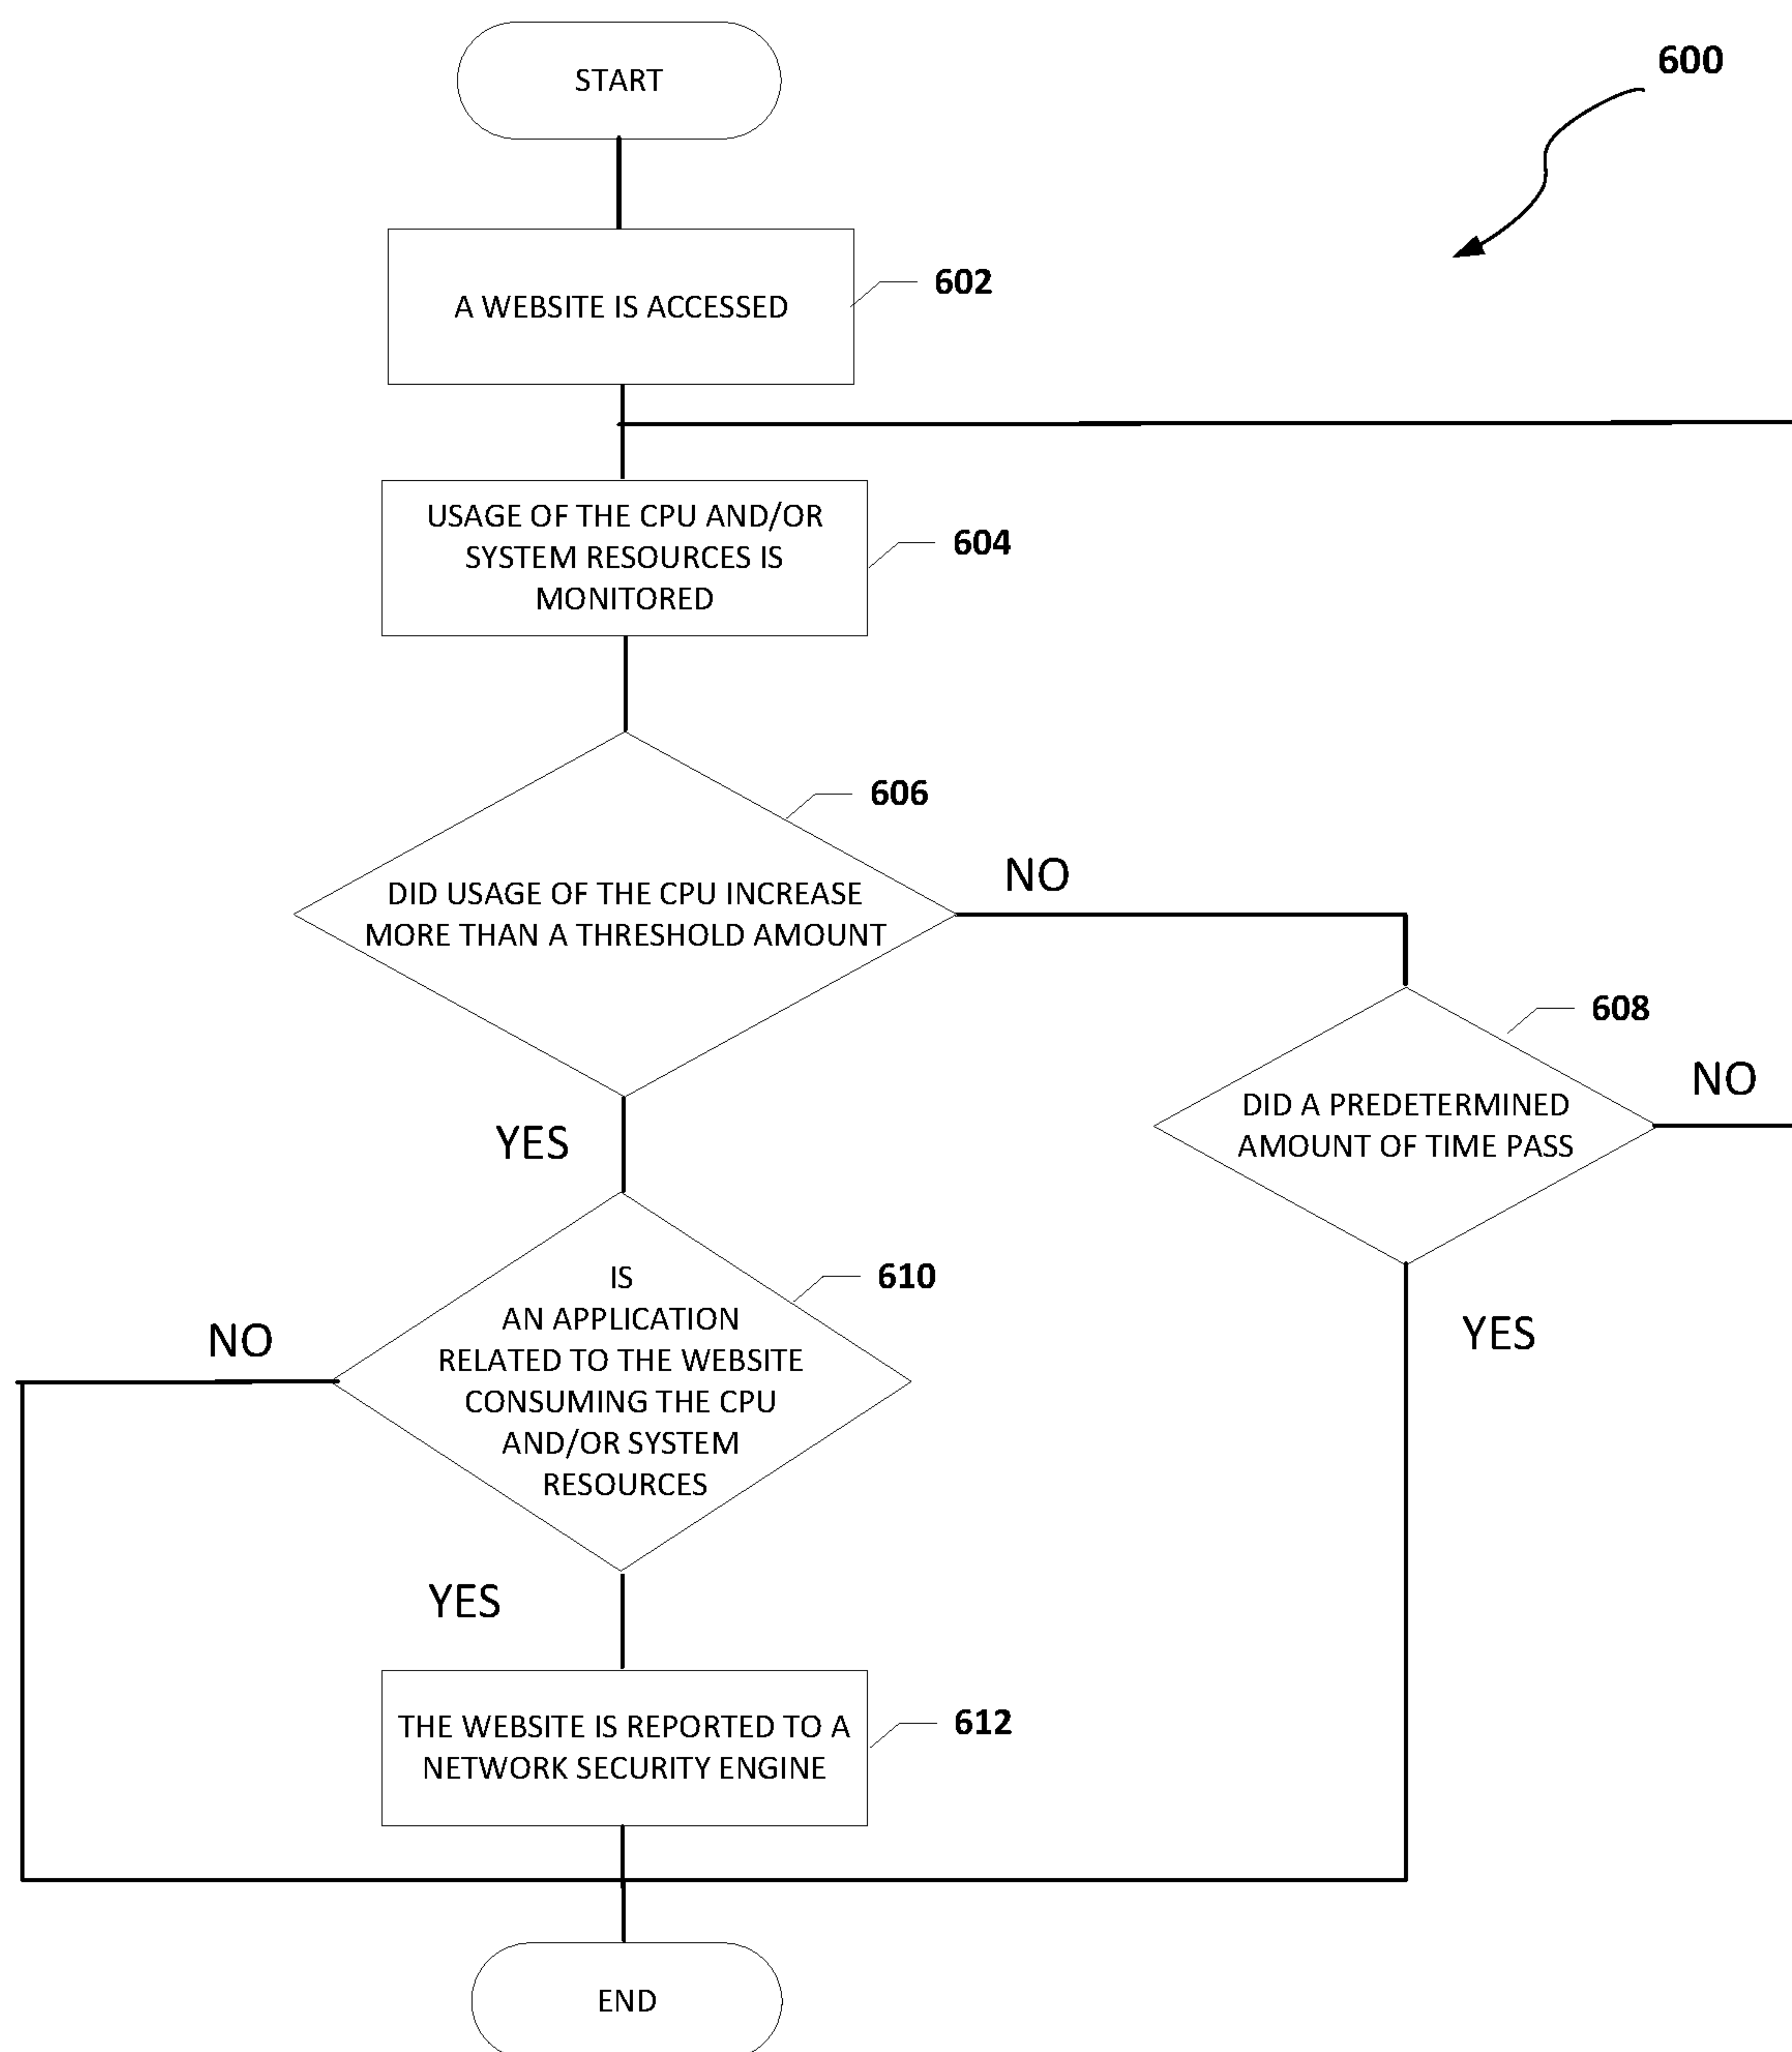 START
600
A WEBSITE IS ACCESSED
602
USAGE OF THE CPU AND/OR
SYSTEM RESOURCES IS
MONITORED
604
606
DID USAGE OF THE CPU INCREASE
MORE THAN A THRESHOLD AMOUNT
NO
608
DID A PREDETERMINED
AMOUNT OF TIME PASS
NO
YES
YES
610
IS
AN APPLICATION
RELATED TO THE WEBSITE
CONSUMING THE CPU
AND/OR SYSTEM
RESOURCES
NO
YES
THE WEBSITE IS REPORTED TO A
NETWORK SECURITY ENGINE
612
END